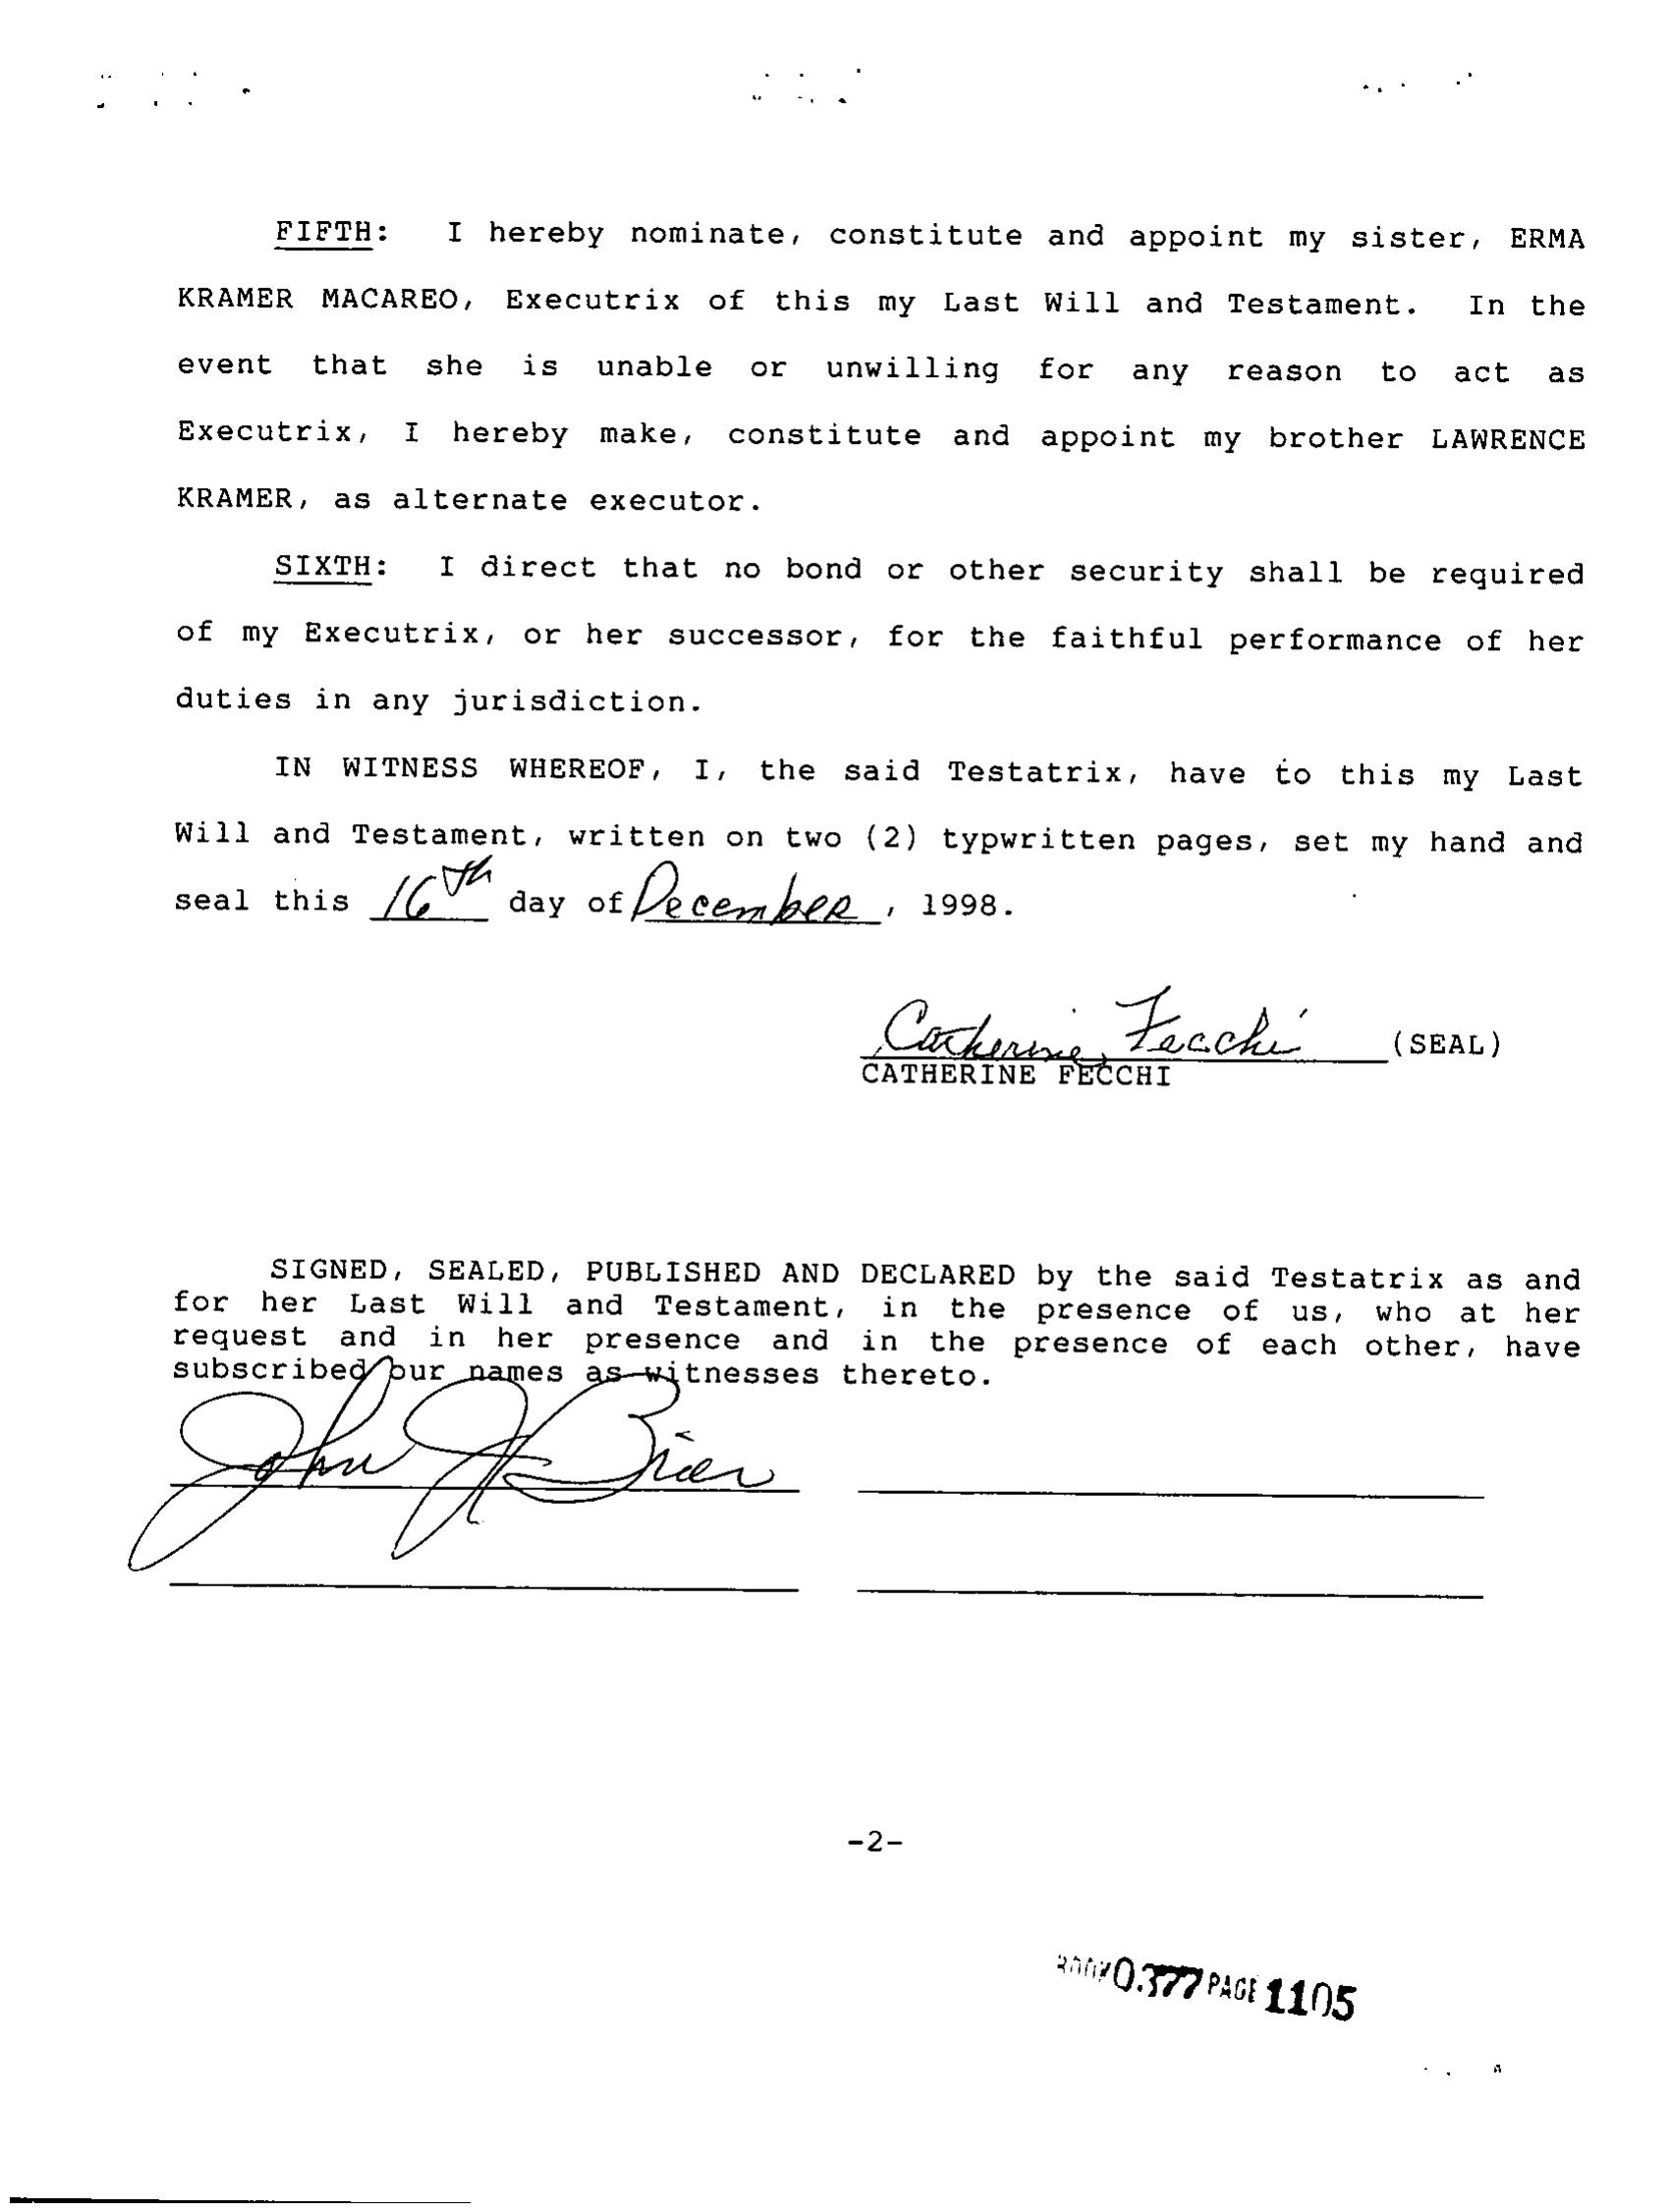 FIFTH: I hereby nominate, constitute and appoint my sister, ERMA
KRAMER MACAREO, Executrix of this my Last Will and Testament. In the
event that she is unable or unwilling for any reason to act as
Executrix, I hereby make, constitute and appoint my brother LAWRENCE
KRAMER, as alternate executor.
SIXTH: I direct that no bond or other security shall be required
of my Executrix, or her successor, for the faithful performance of her
duties in any jurisdiction.
IN WITNESS WHEREOF, I, the said Testatrix, have to this my Last
Will and Testament, written on two (2) typwritten pages, set my hand and
seal this 16th day of December, 1998.
Catherine Fecchi (SEAL)
CATHERINE FECCHI
SIGNED, SEALED, PUBLISHED AND DECLARED by the said Testatrix as and
for her Last Will and Testament, in the presence of us, who at her
request and in her presence and in the presence of each other, have
subscribed our names as witnesses thereto.
John J Brier
-2-
BOOK 0377 PAGE 1105